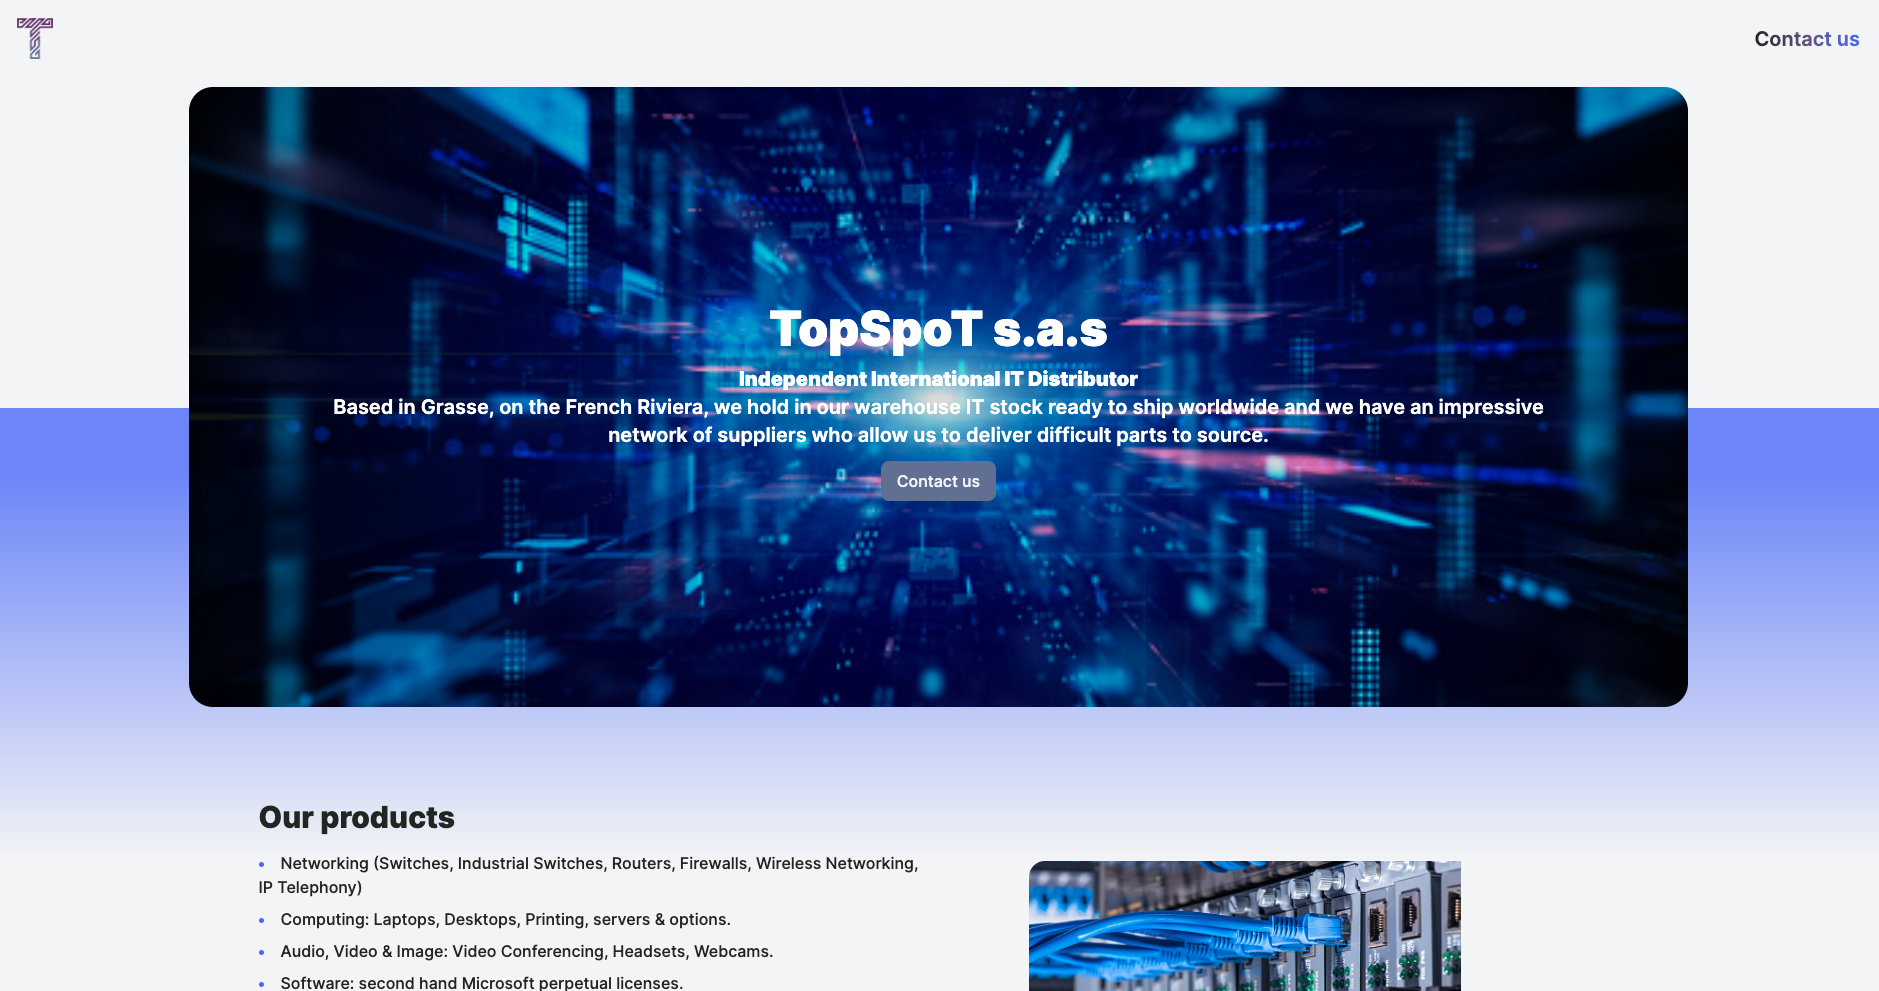 T
Contact us
TopSpoT s.a.s
Independent International IT Distributor
Based in Grasse, on the French Riviera, we hold in our warehouse IT stock ready to ship worldwide and we have an impressive
network of suppliers who allow us to deliver difficult parts to source.
Contact us
Our products
• Networking (Switches, Industrial Switches, Routers, Firewalls, Wireless Networking,
IP Telephony)
• Computing: Laptops, Desktops, Printing, servers & options.
• Audio, Video & Image: Video Conferencing, Headsets, Webcams.
• Software: second hand Microsoft perpetual licenses.